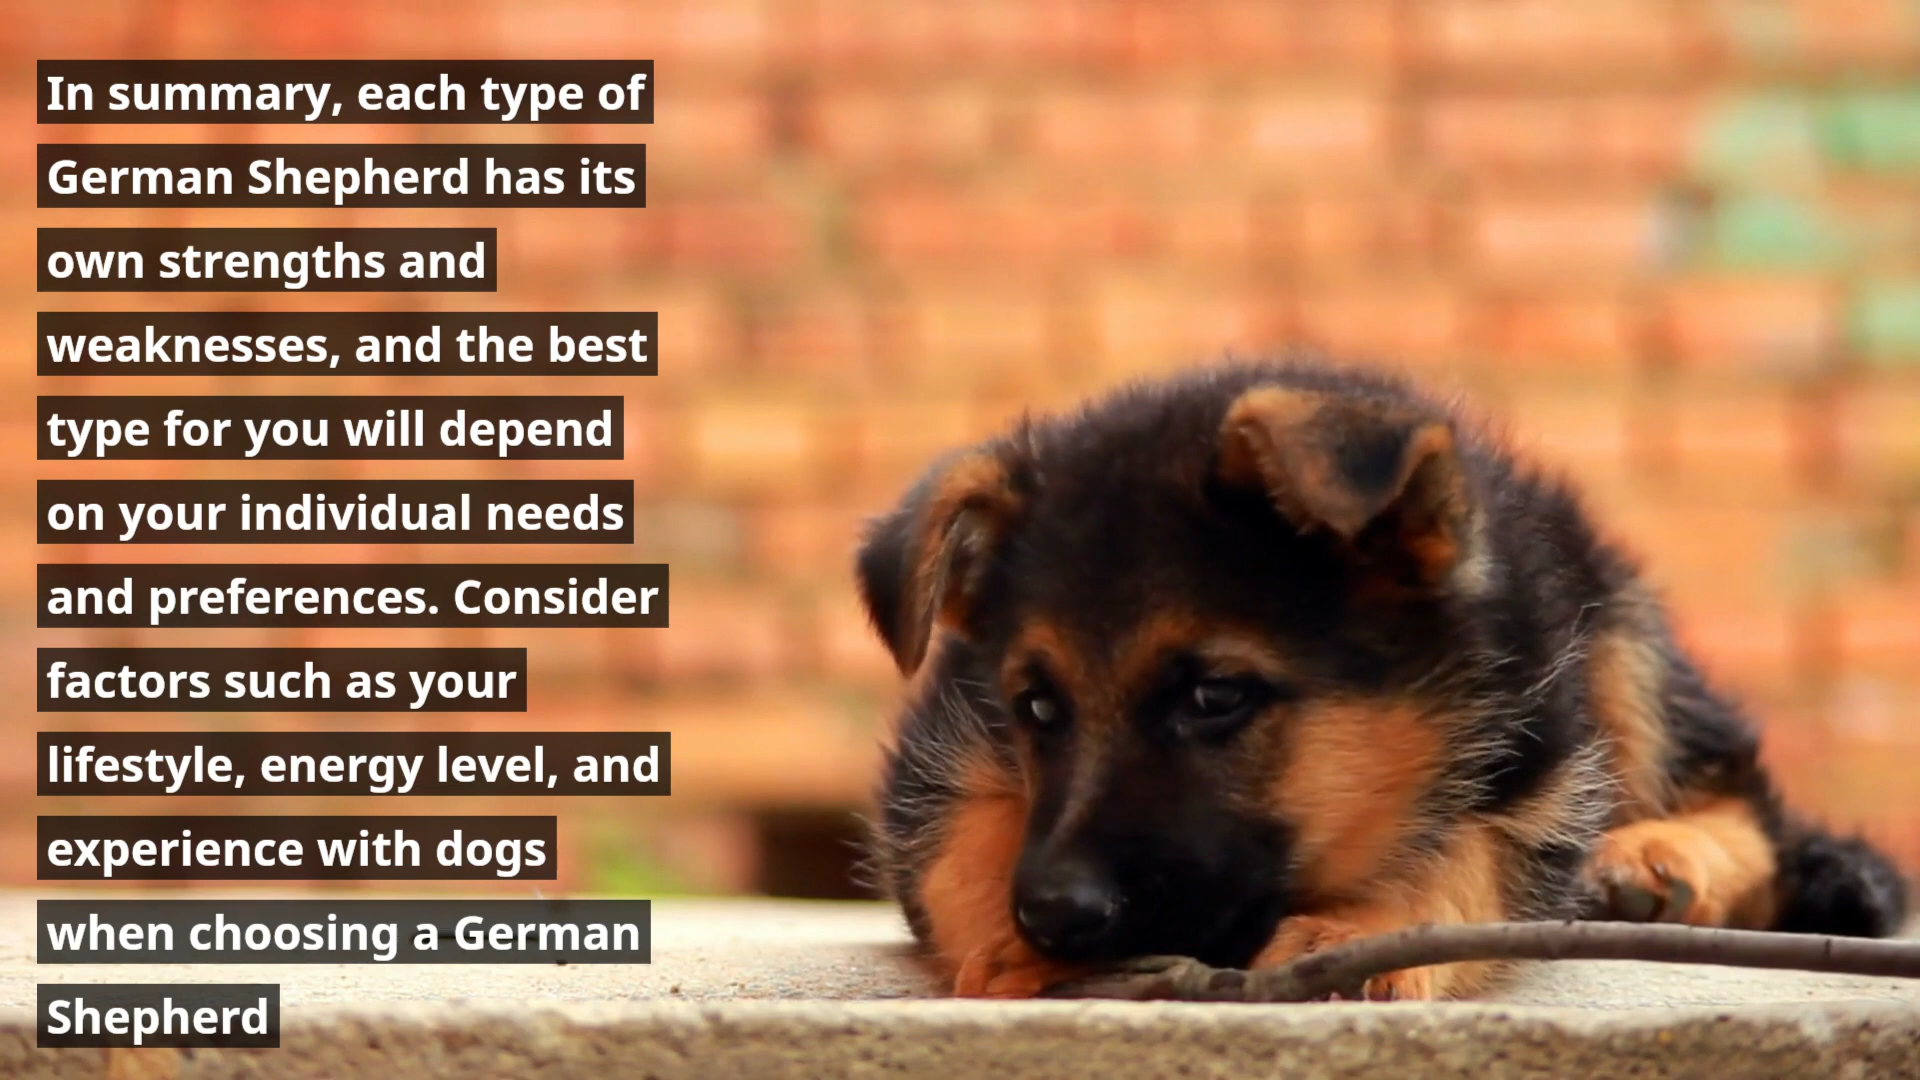 In summary, each type of
German Shepherd has its
own strengths and
weaknesses, and the best
type for you will depend
on your individual needs
and preferences. Consider
factors such as your
lifestyle, energy level, and
experience with dogs
when choosing a German
Shepherd